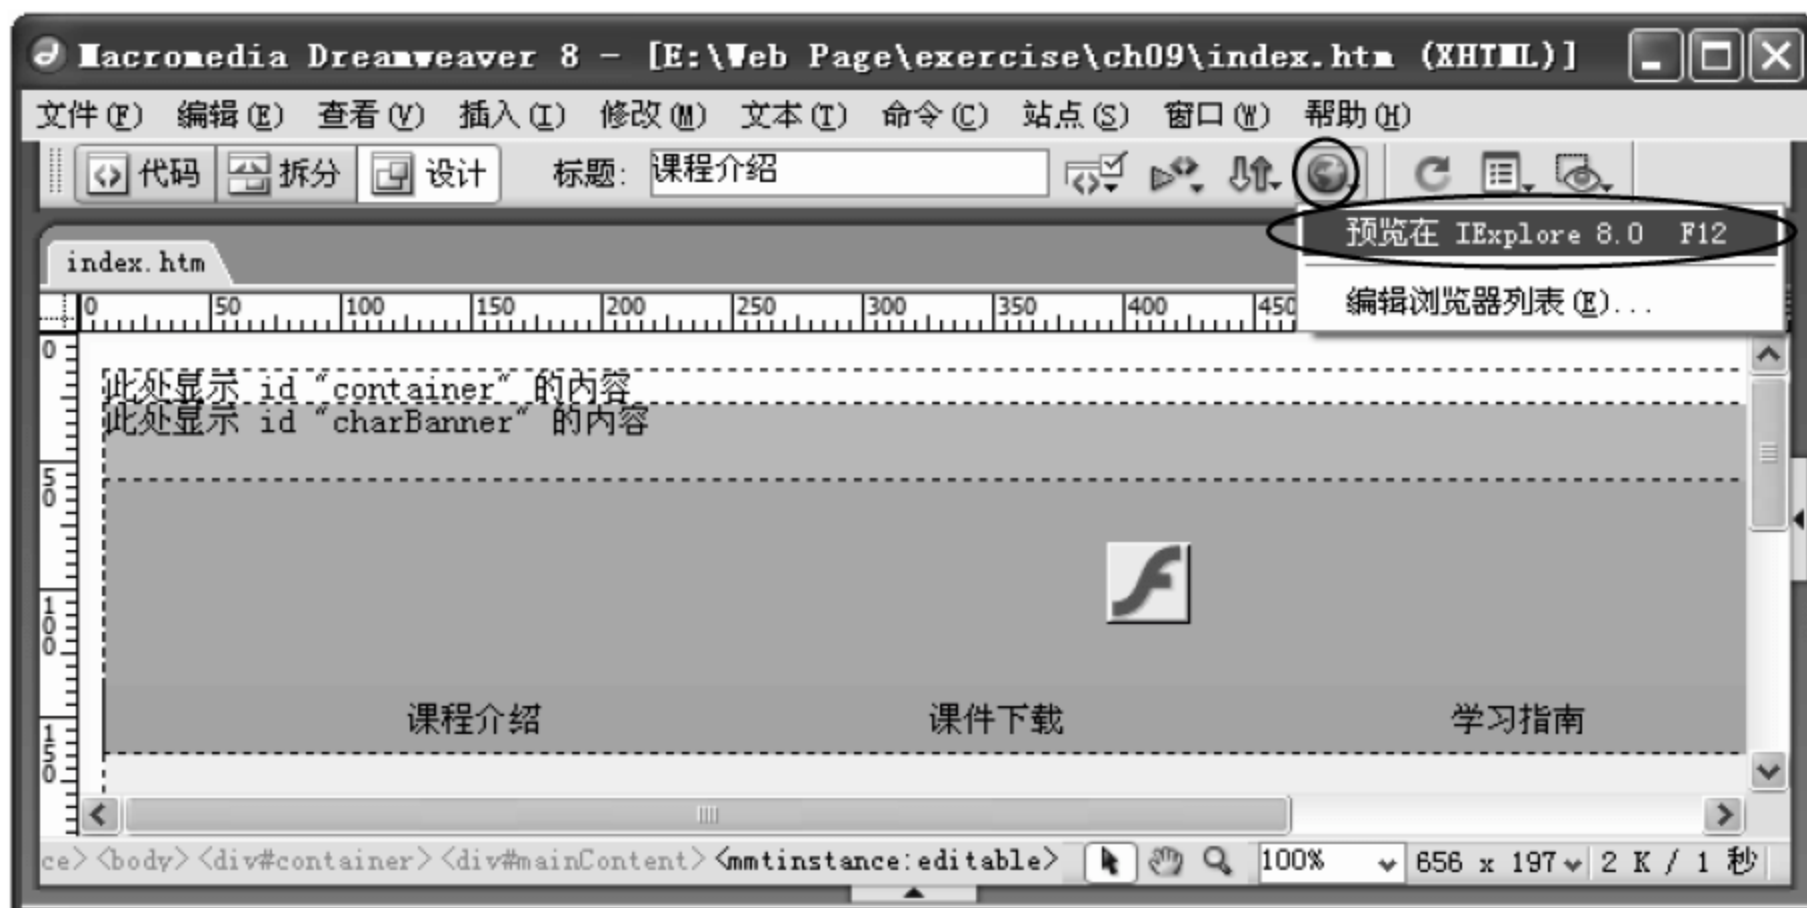 Macromedia Dreamweaver 8 - [E:\Web Page\exercise\ch09\index.htm (XHTML)]
文件(F) 编辑(E) 查看(V) 插入(I) 修改(M) 文本(T) 命令(C) 站点(S) 窗口(W) 帮助(H)
代码 拆分 设计 标题: 课程介绍
预览在 IExplore 8.0 F12
index.htm
编辑浏览器列表(E)...
0 50 100 150 200 250 300 350 400 450
0
此处显示 id "container" 的内容
此处显示 id "charBanner" 的内容
50
100
课程介绍 课件下载 学习指南
150
ce> <body> <div#container> <div#mainContent> <mmtinstance:editable> 100% 656 x 197 2 K / 1 秒